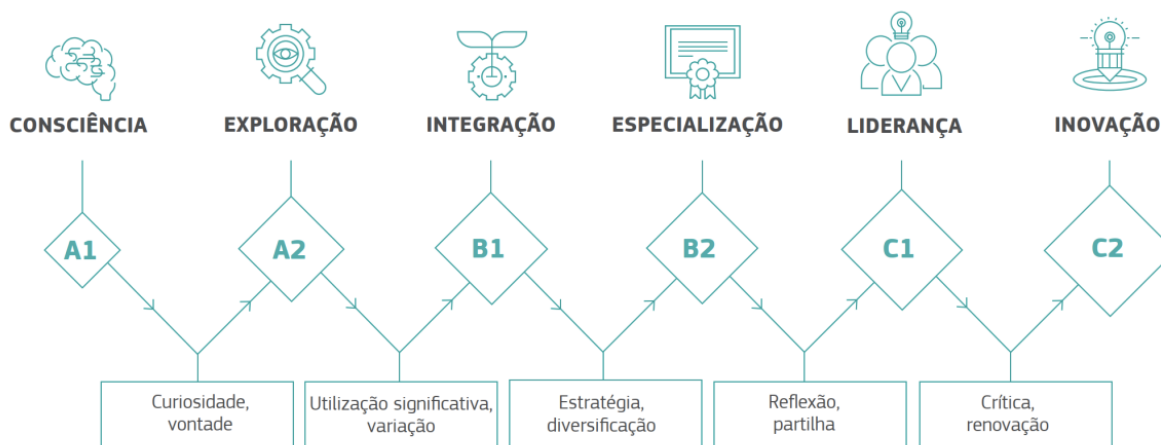 CONSCIÊNCIA
EXPLORAÇÃO
INTEGRAÇÃO
ESPECIALIZAÇÃO
LIDERANÇA
INOVAÇÃO
A1
A2
B1
B2
C1
C2
Curiosidade,
vontade
Utilização significativa,
variação
Estratégia,
diversificação
Reflexão,
partilha
Crítica,
renovação